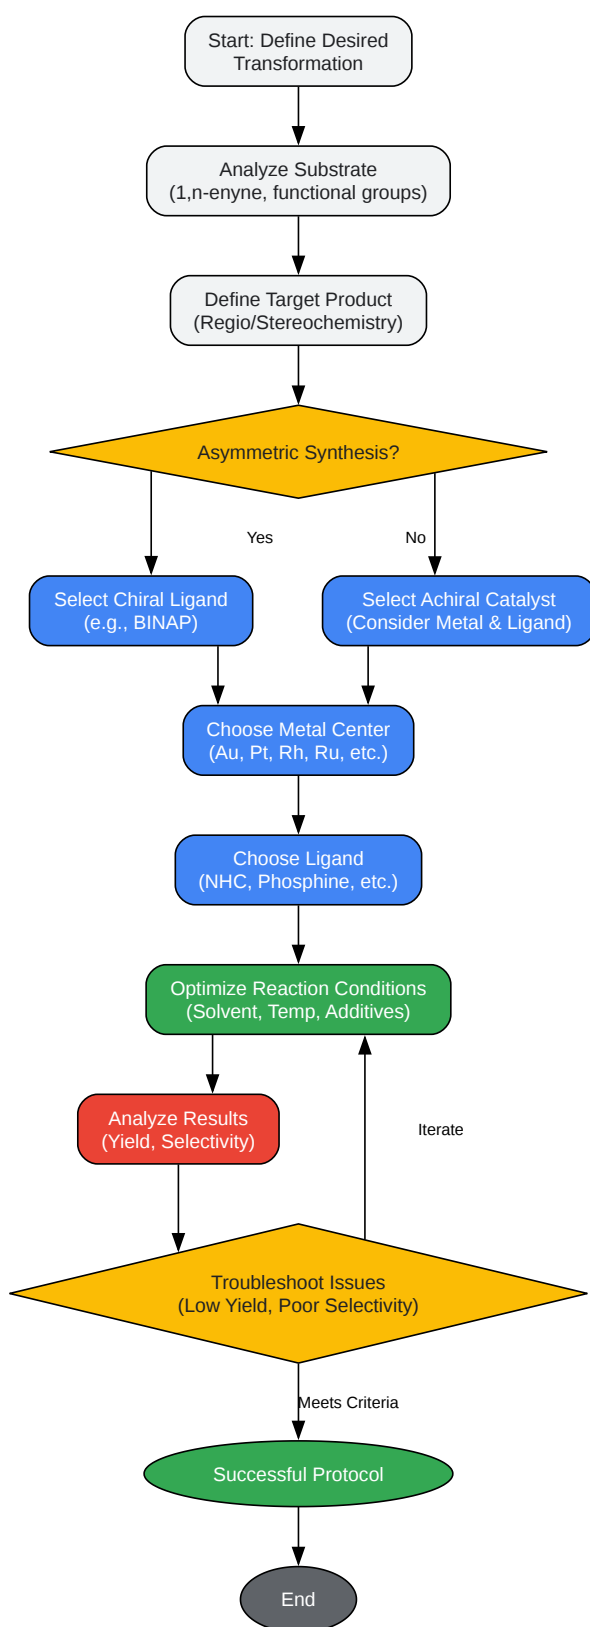 Start: Define Desired
Transformation
Analyze Substrate
(1,n-enyne, functional groups)
Define Target Product
(Regio/Stereochemistry)
Asymmetric Synthesis?
Yes
No
Select Chiral Ligand
(e.g., BINAP)
Select Achiral Catalyst
(Consider Metal & Ligand)
Choose Metal Center
(Au, Pt, Rh, Ru, etc.)
Choose Ligand
(NHC, Phosphine, etc.)
Optimize Reaction Conditions
(Solvent, Temp, Additives)
Analyze Results
(Yield, Selectivity)
Iterate
Troubleshoot Issues
(Low Yield, Poor Selectivity)
Meets Criteria
Successful Protocol
End